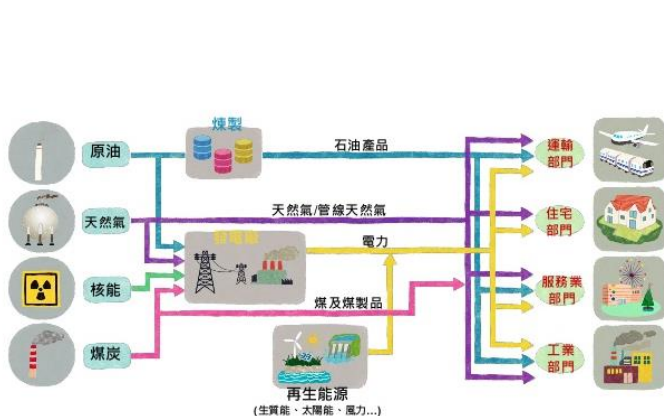 煉製
原油
石油產品
運輸
部門
天然氣
天然氣/管線天然氣
住宅
部門
發電廠
電力
核能
服務業
部門
煤及煤製品
煤炭
工業
部門
再生能源
(生質能、太陽能、風力...)